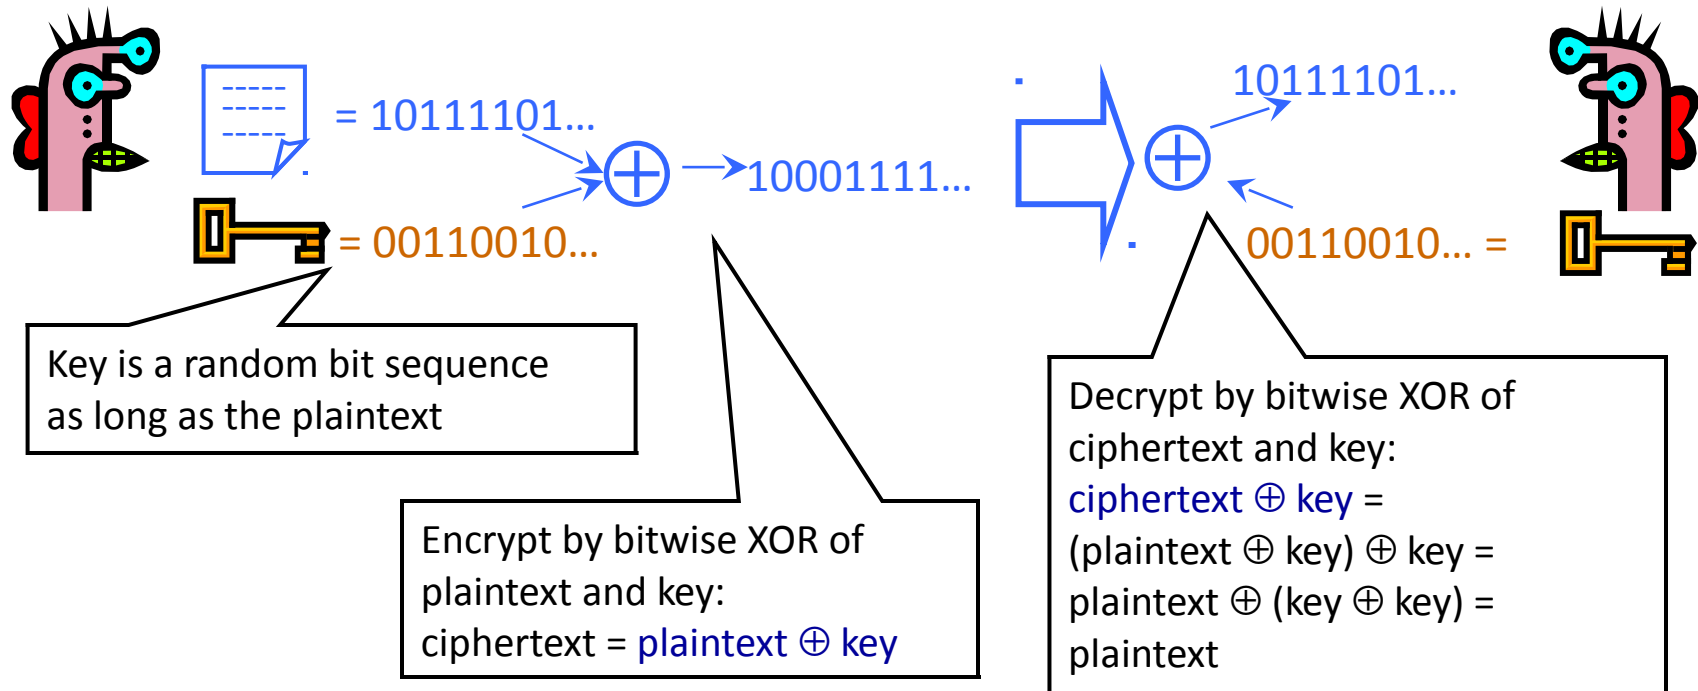 = 10111101...
= 00110010...
10001111...
10111101...
00110010... =
Key is a random bit sequence
as long as the plaintext
Encrypt by bitwise XOR of
plaintext and key:
ciphertext = plaintext ⊕ key
Decrypt by bitwise XOR of
ciphertext and key:
ciphertext ⊕ key =
(plaintext ⊕ key) ⊕ key =
plaintext ⊕ (key ⊕ key) =
plaintext